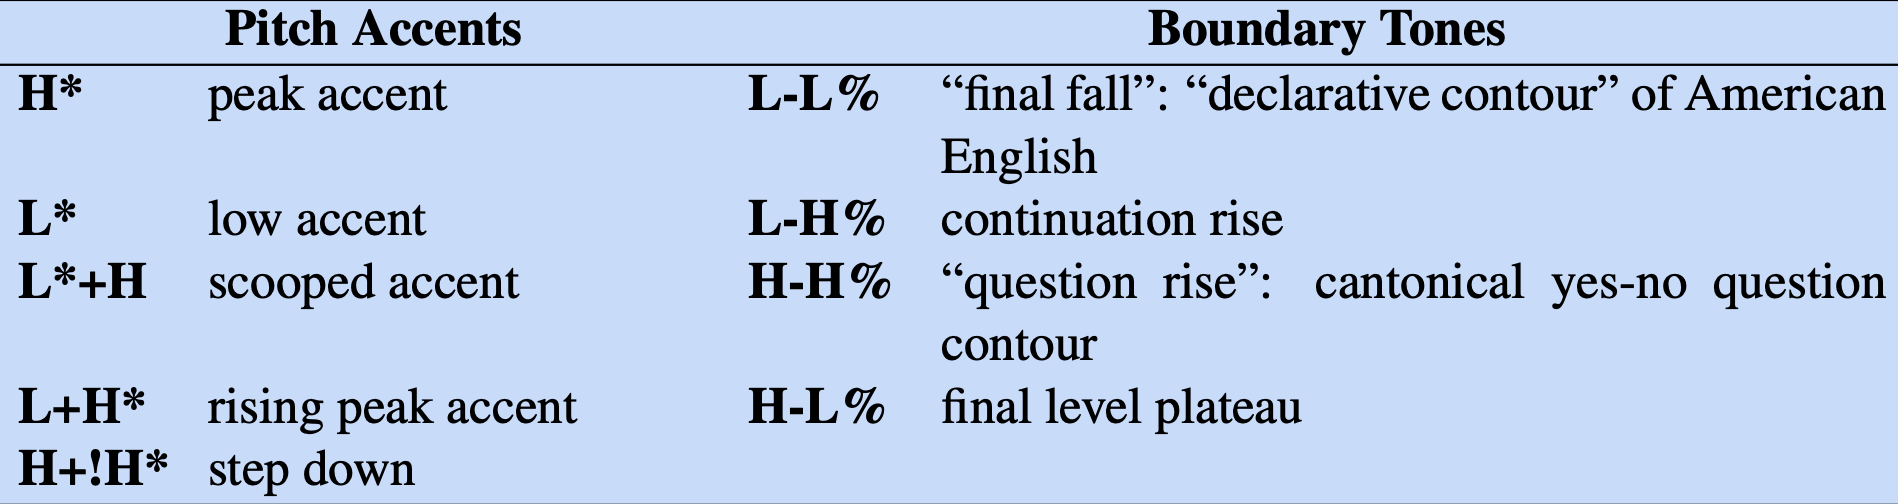 Pitch Accents Boundary Tones
H* peak accent L-L% “final fall”: “declarative contour” of American
English
L* low accent L-H% continuation rise
L*+H scooped accent H-H% “question rise”: cantonical yes-no question
contour
L+H* rising peak accent H-L% final level plateau
H+!H* step down